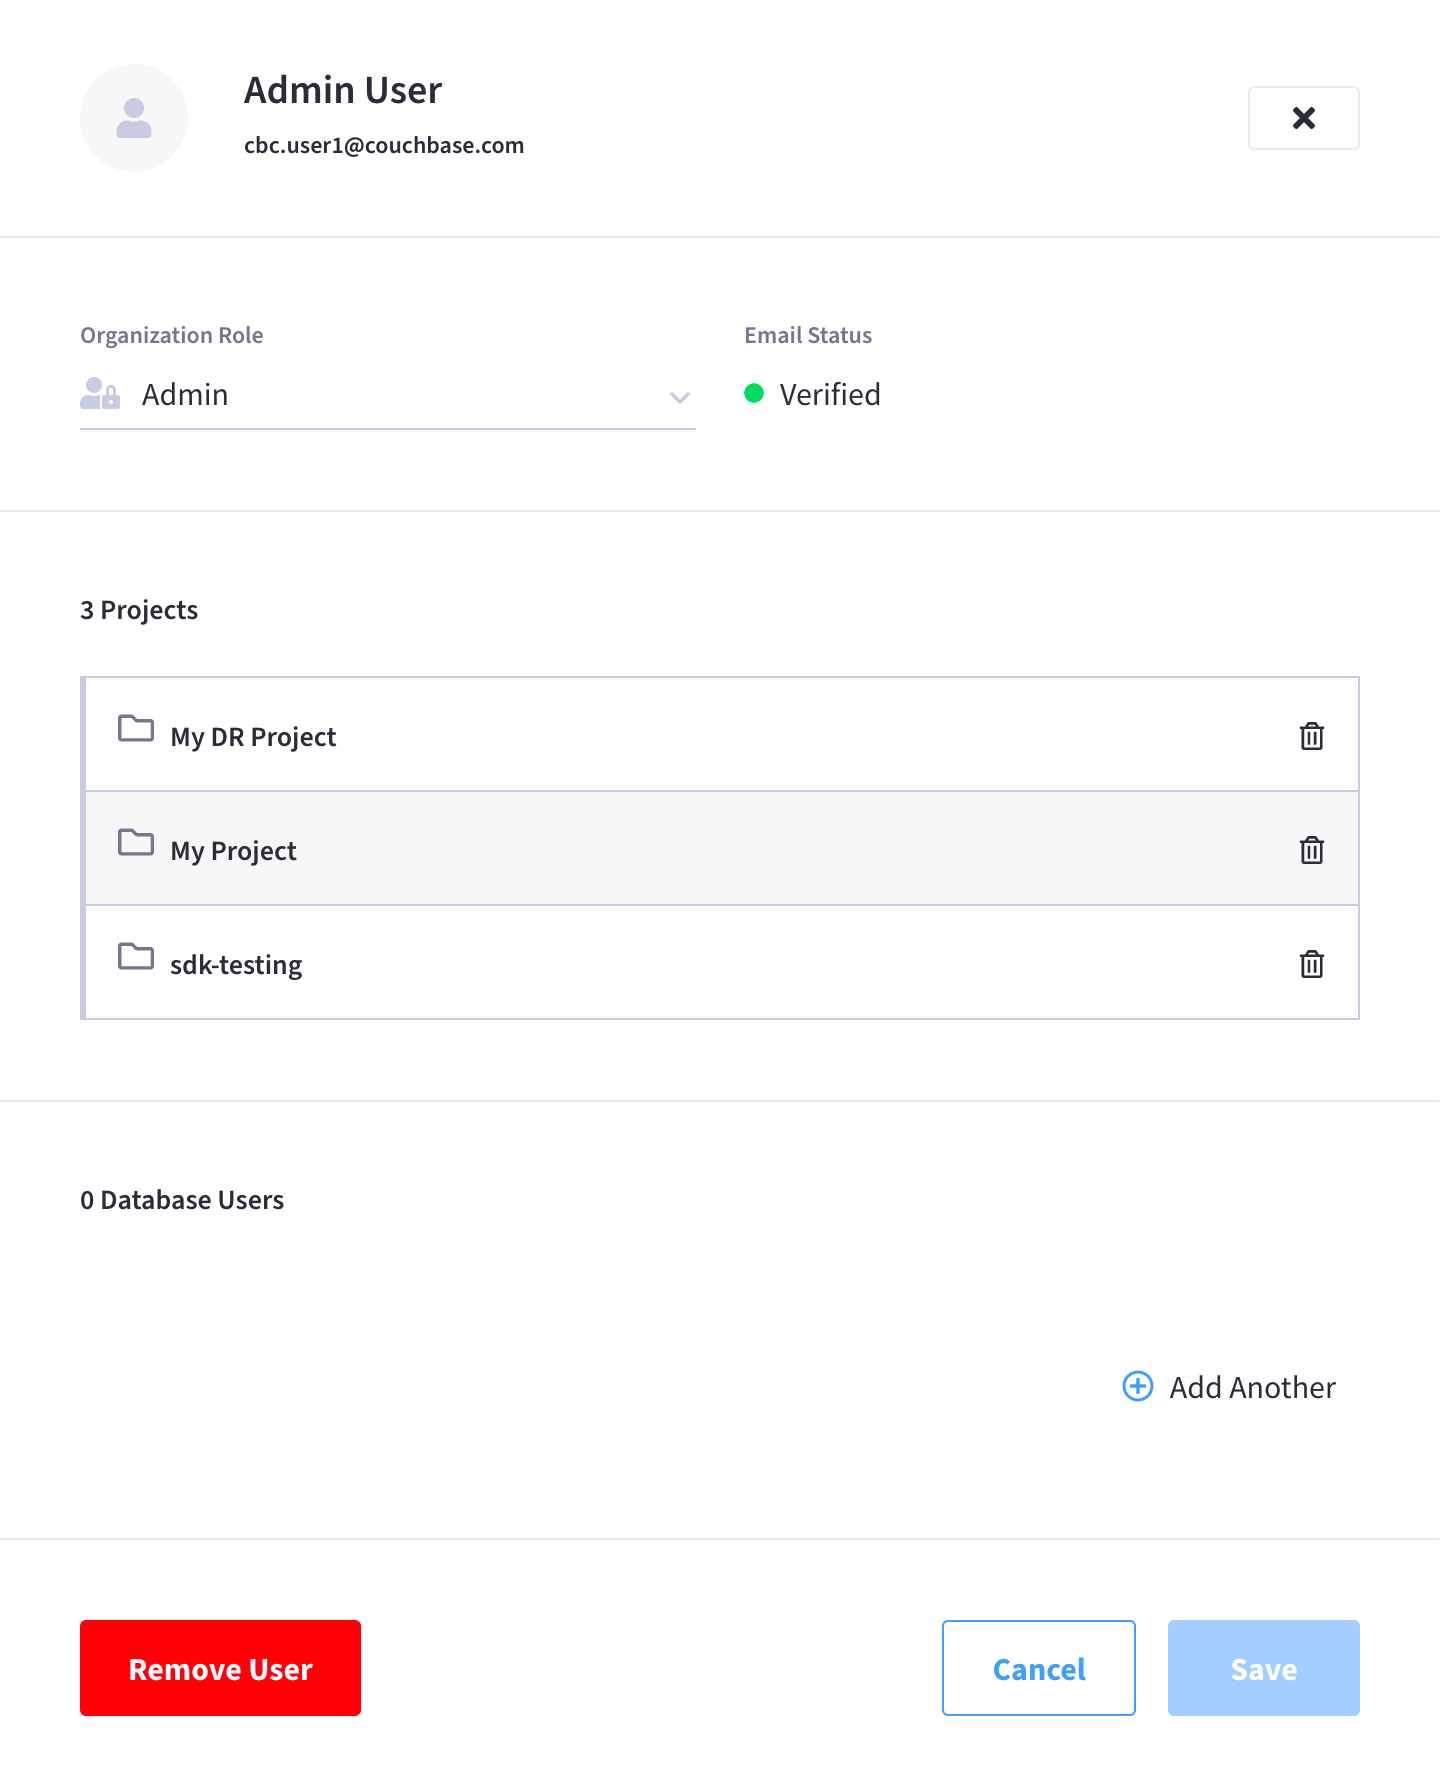 Admin User
cbc.user1@couchbase.com
Organization Role
Email Status
Admin
Verified
3 Projects
My DR Project
My Project
sdk-testing
0 Database Users
Add Another
Remove User
Cancel
Save